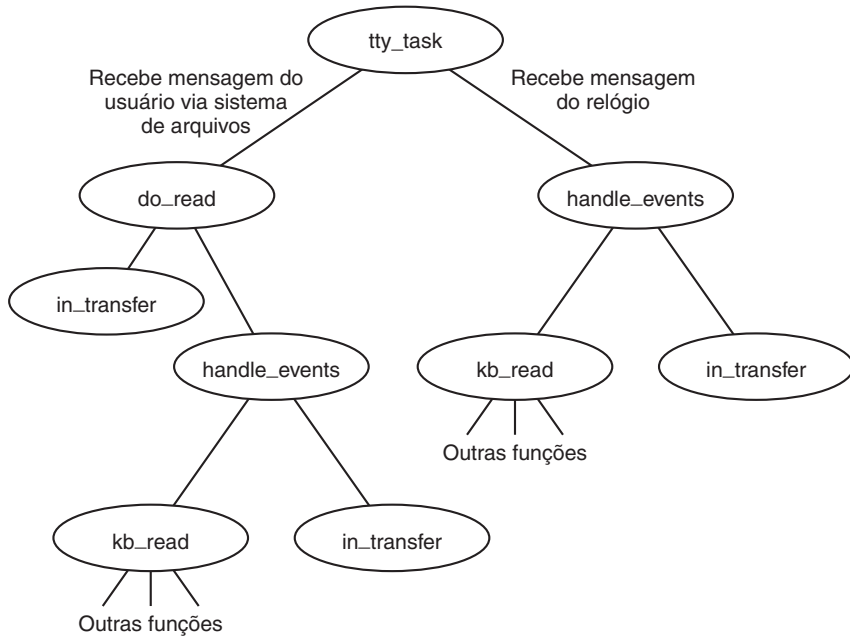 tty_task
Recebe mensagem do
usuário via sistema
de arquivos
Recebe mensagem
do relógio
do_read
handle_events
in_transfer
handle_events
kb_read
in_transfer
Outras funções
kb_read
in_transfer
Outras funções